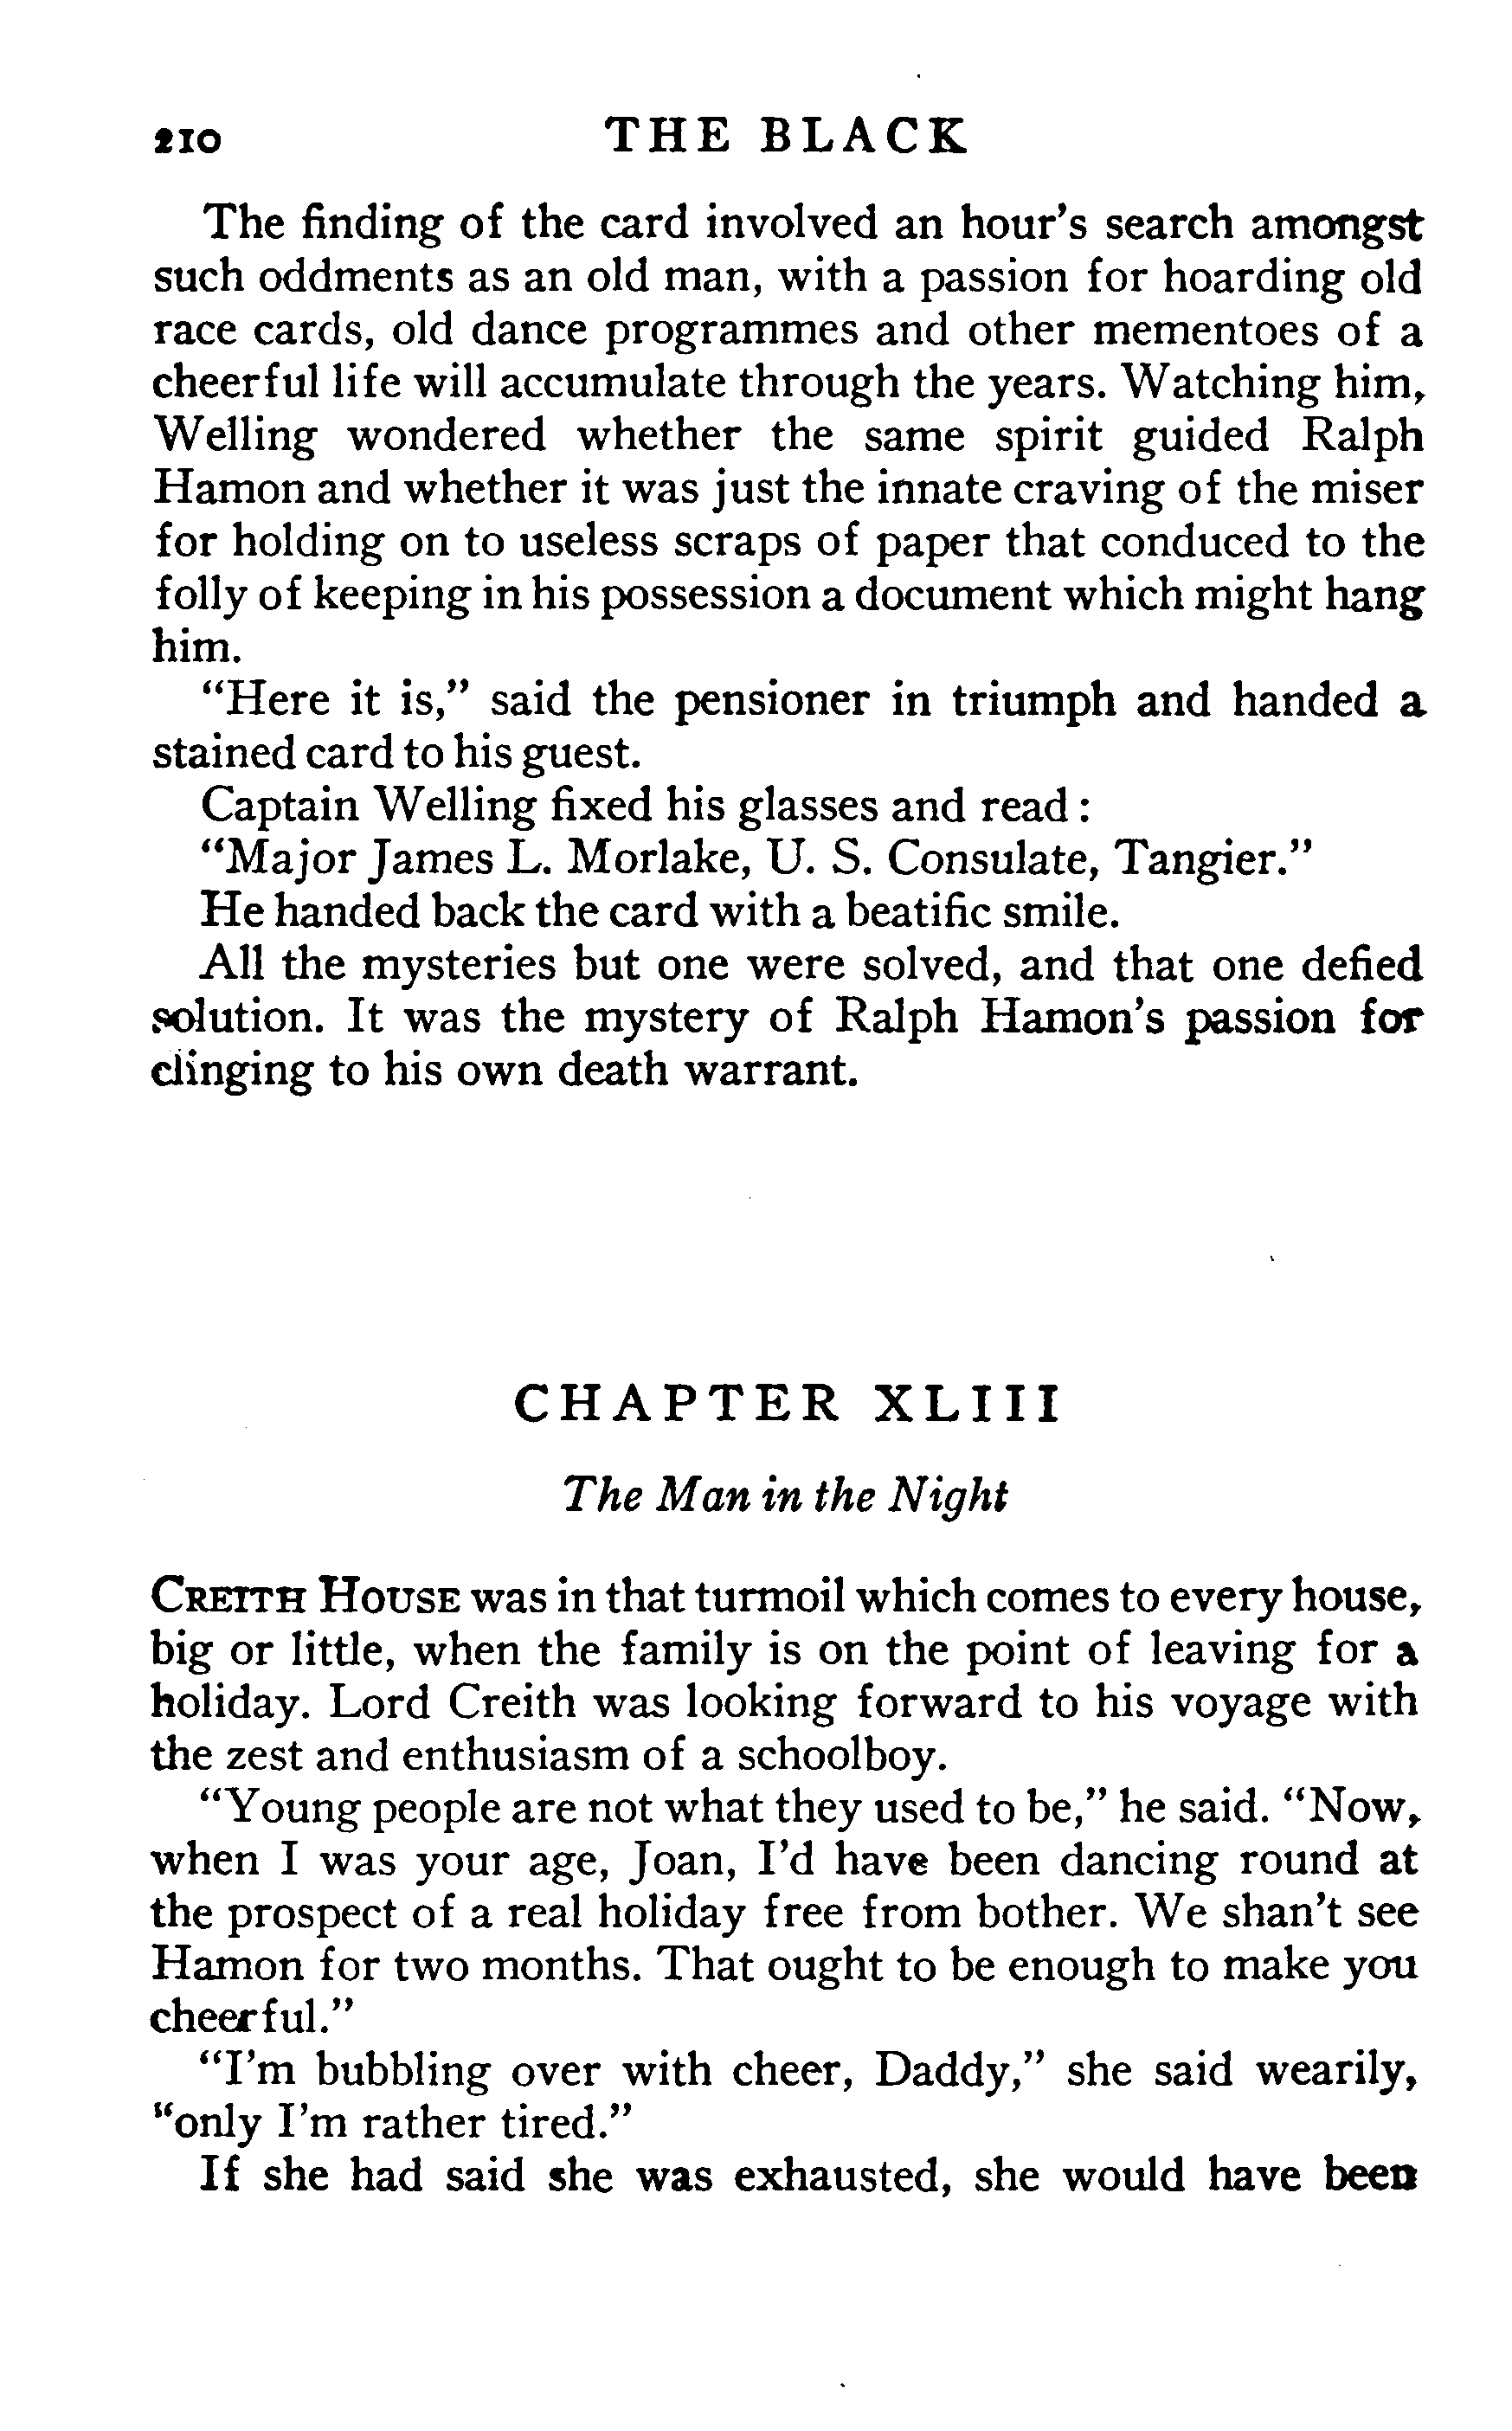 210 THE BLACK
The finding of the card involved an hour's search amongst
such oddments as an old man, with a passion for hoarding old
race cards, old dance programmes and other mementoes of a
cheerful life will accumulate through the years. Watching him,
Welling wondered whether the same spirit guided Ralph
Hamon and whether it was just the innate craving of the miser
for holding on to useless scraps of paper that conduced to the
folly of keeping in his possession a document which might hang
him.
“Here it is,” said the pensioner in triumph and handed a
stained card to his guest.
Captain Welling fixed his glasses and read :
“Major James L. Morlake, U. S. Consulate, Tangier.”
He handed back the card with a beatific smile.
All the mysteries but one were solved, and that one defied
solution. It was the mystery of Ralph Hamon's passion for
clinging to his own death warrant.
CHAPTER XLIII
The Man in the Night
CREITH HOUSE was in that turmoil which comes to every house,
big or little, when the family is on the point of leaving for a
holiday. Lord Creith was looking forward to his voyage with
the zest and enthusiasm of a schoolboy.
“Young people are not what they used to be,” he said. “Now,
when I was your age, Joan, I'd have been dancing round at
the prospect of a real holiday free from bother. We shan't see
Hamon for two months. That ought to be enough to make you
cheerful.”
“I'm bubbling over with cheer, Daddy,” she said wearily,
“only I'm rather tired.”
If she had said she was exhausted, she would have been